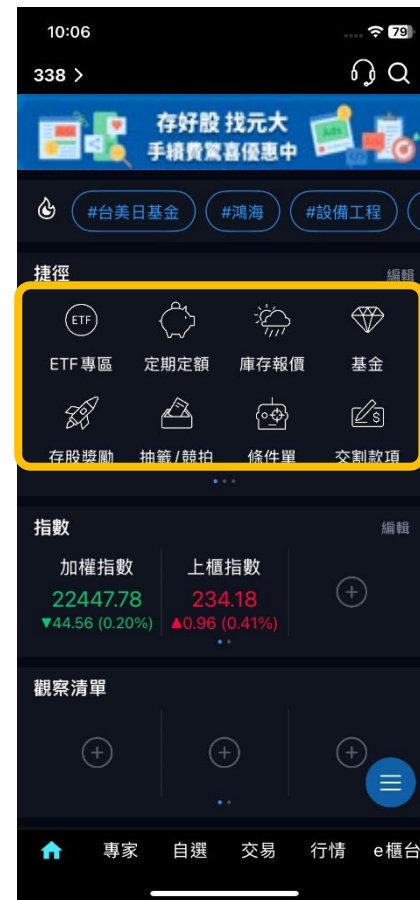 10:06
79
338 >
存好股 找元大
手續費驚喜優惠中
Ads
#台美日基金
#鴻海
#設備工程
捷徑
編輯
ETF
ETF專區
定期定額
庫存報價
基金
存股獎勵
抽籤/競拍
條件單
交割款項
指數
編輯
加權指數
上櫃指數
22447.78
234.18
▼44.56 (0.20%)
▲0.96 (0.41%)
觀察清單
專家
自選
交易
行情
e櫃台